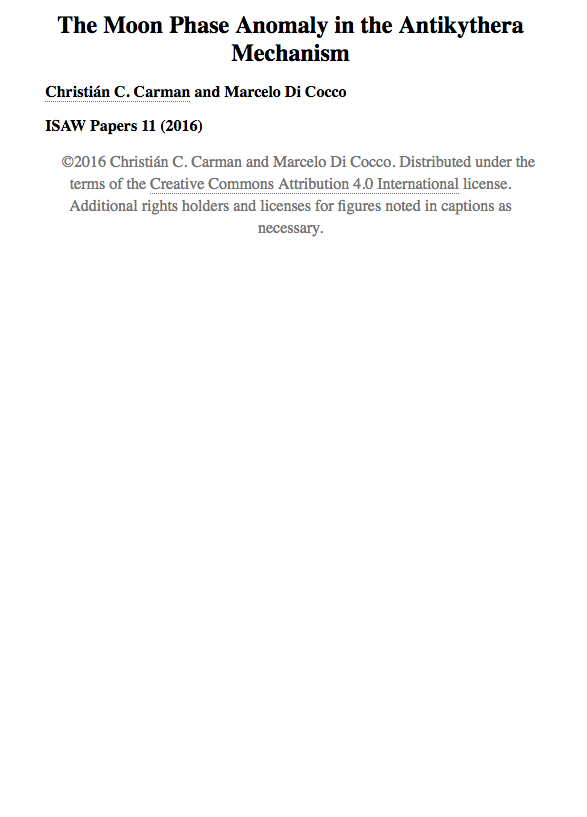 The Moon Phase Anomaly in the Antikythera
Mechanism
Christián C. Carman and Marcelo Di Cocco
ISAW Papers 11 (2016)
©2016 Christián C. Carman and Marcelo Di Cocco. Distributed under the
terms of the Creative Commons Attribution 4.0 International license.
Additional rights holders and licenses for figures noted in captions as
necessary.